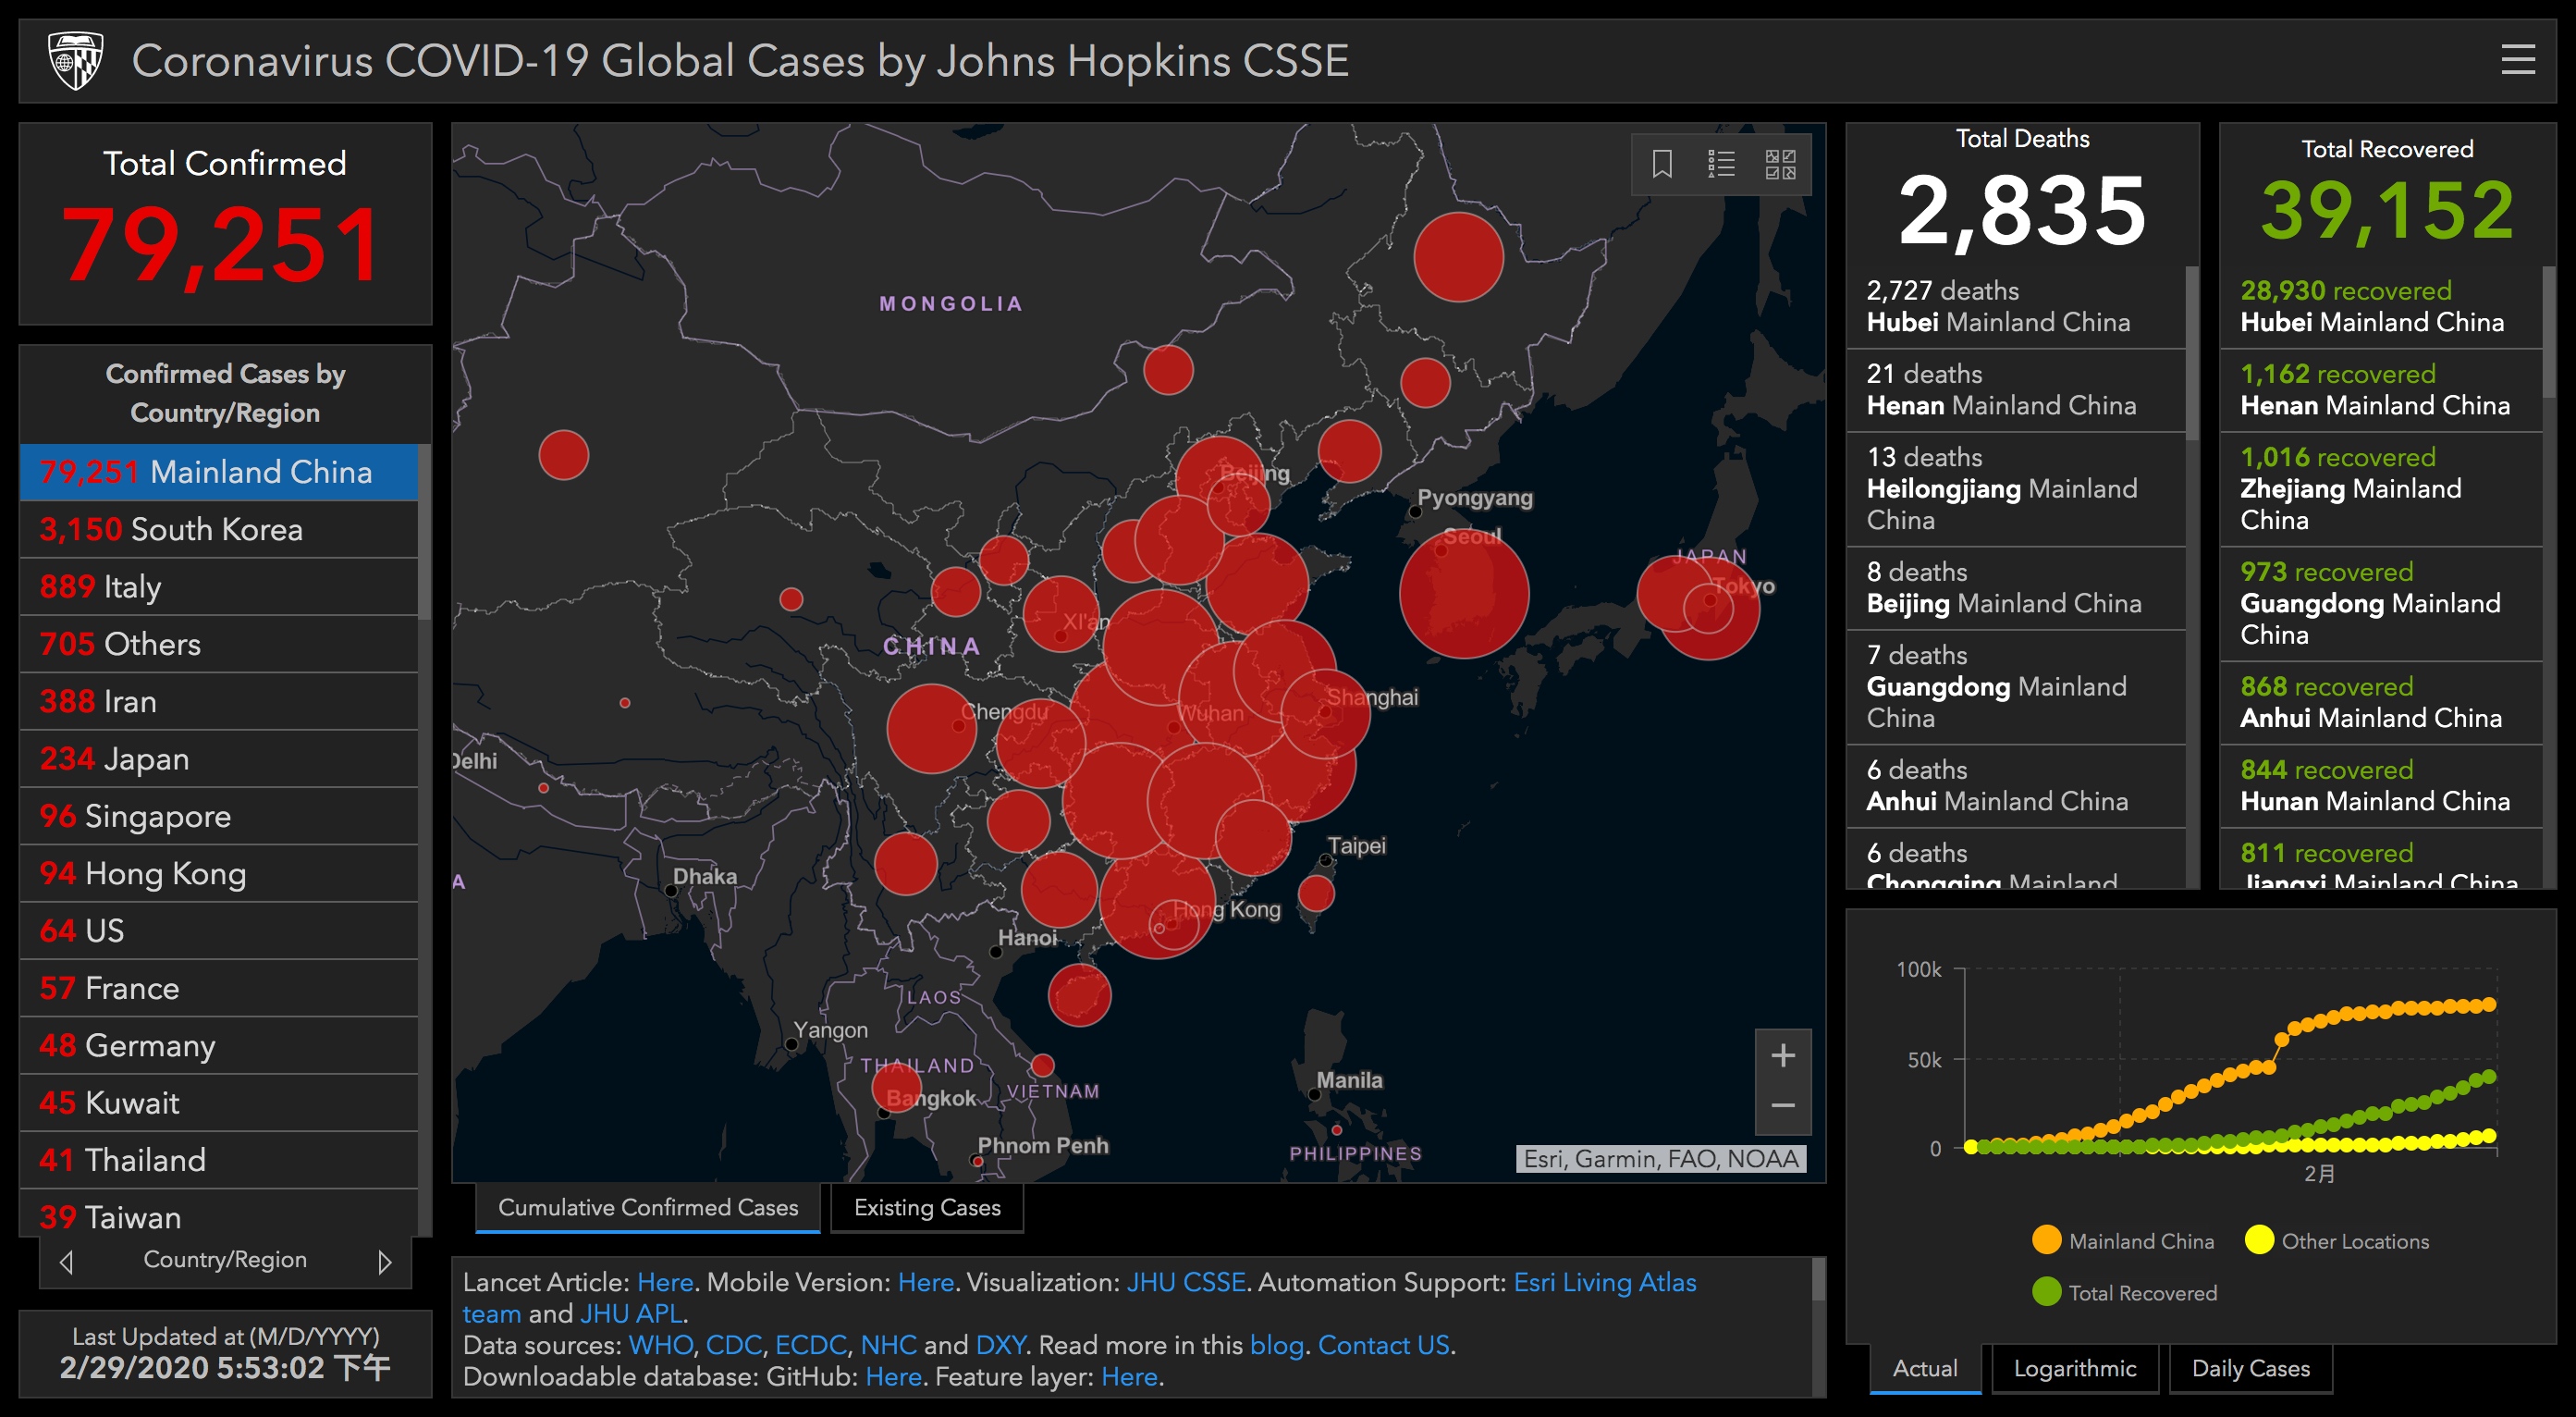 Coronavirus COVID-19 Global Cases by Johns Hopkins CSSE
Total Confirmed
79,251
Confirmed Cases by
Country/Region
79,251 Mainland China
3,150 South Korea
889 Italy
705 Others
388 Iran
234 Japan
96 Singapore
94 Hong Kong
64 US
57 France
48 Germany
45 Kuwait
41 Thailand
39 Taiwan
Country/Region
Last Updated at (M/D/YYYY)
2/29/2020 5:53:02 下午
MONGOLIA
Beijing
Pyongyang
Seoul
JAPAN
Tokyo
Xi'an
CHINA
Shanghai
Chengdu
Wuhan
Delhi
Taipei
Dhaka
A
Hong Kong
Hanoi
LAOS
Yangon
THAILAND
VIETNAM
Bangkok
Manila
Phnom Penh
PHILIPPINES
+
−
Esri, Garmin, FAO, NOAA
Cumulative Confirmed Cases
Existing Cases
Lancet Article: Here. Mobile Version: Here. Visualization: JHU CSSE. Automation Support: Esri Living Atlas
team and JHU APL.
Data sources: WHO, CDC, ECDC, NHC and DXY. Read more in this blog. Contact US.
Downloadable database: GitHub: Here. Feature layer: Here.
Total Deaths
2,835
2,727 deaths
Hubei Mainland China
21 deaths
Henan Mainland China
13 deaths
Heilongjiang Mainland
China
8 deaths
Beijing Mainland China
7 deaths
Guangdong Mainland
China
6 deaths
Anhui Mainland China
6 deaths
Chongqing Mainland
Total Recovered
39,152
28,930 recovered
Hubei Mainland China
1,162 recovered
Henan Mainland China
1,016 recovered
Zhejiang Mainland
China
973 recovered
Guangdong Mainland
China
868 recovered
Anhui Mainland China
844 recovered
Hunan Mainland China
811 recovered
Jiangxi Mainland China
100k
50k
0
2月
Mainland China
Other Locations
Total Recovered
Actual
Logarithmic
Daily Cases